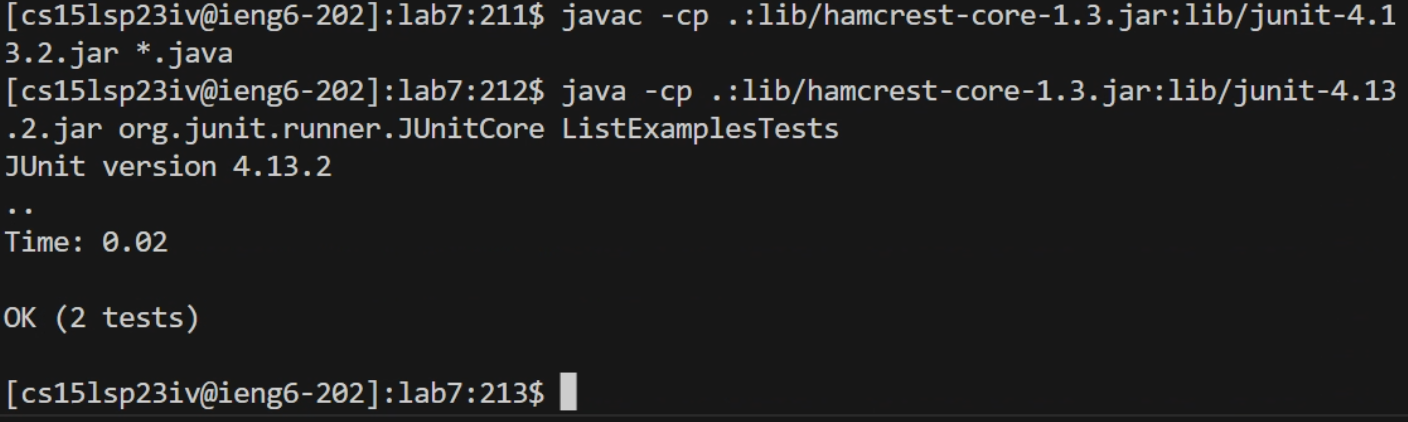 [cs15lsp23iv@ieng6-202]:lab7:211$ javac -cp .:lib/hamcrest-core-1.3.jar:lib/junit-4.1
3.2.jar *.java
[cs15lsp23iv@ieng6-202]:lab7:212$ java -cp .:lib/hamcrest-core-1.3.jar:lib/junit-4.13
.2.jar org.junit.runner.JUnitCore ListExamplesTests
JUnit version 4.13.2
..
Time: 0.02
OK (2 tests)
[cs15lsp23iv@ieng6-202]:lab7:213$